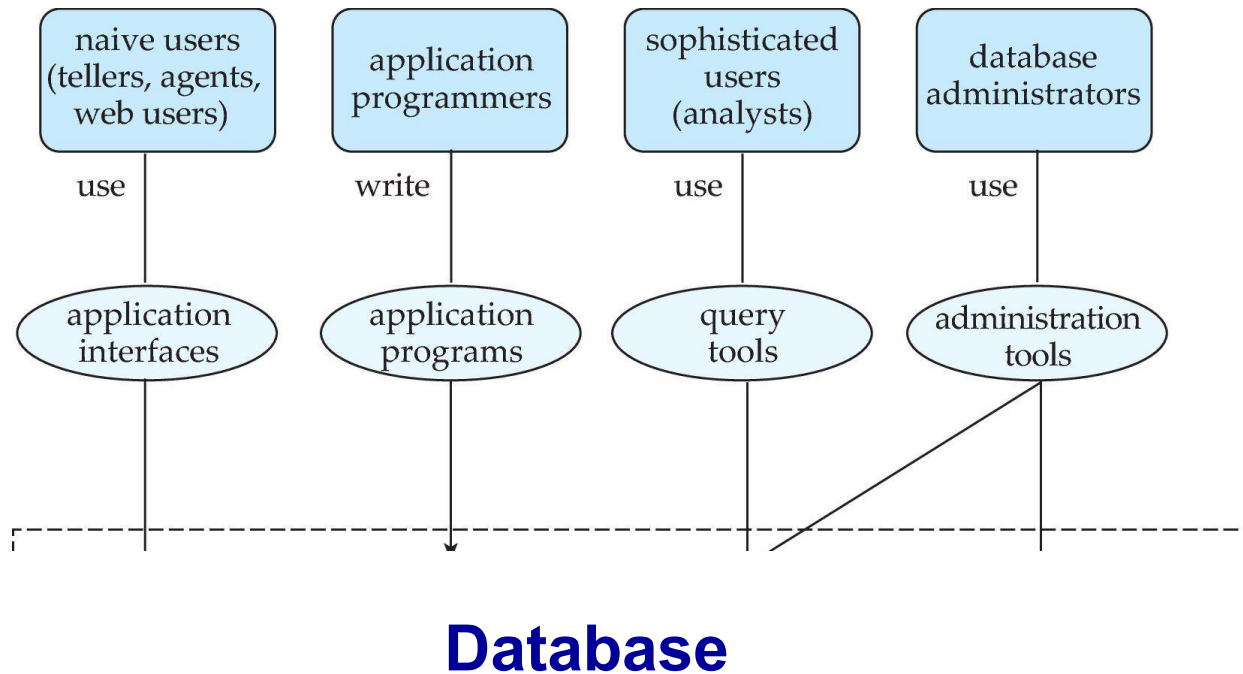 naive users
(tellers, agents,
web users)
application
programmers
sophisticated
users
(analysts)
database
administrators
use
write
use
use
application
interfaces
application
programs
query
tools
administration
tools
Database